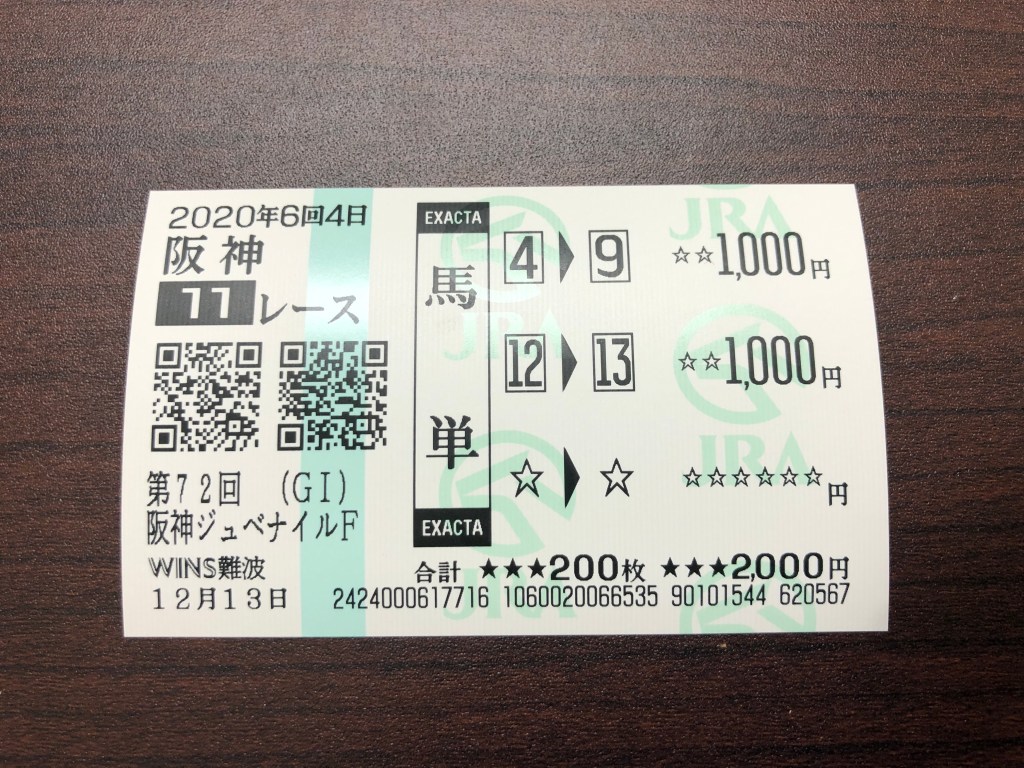 2020年6回4日
阪神
11レース
第72回 (GI)
阪神ジュベナイルF
WINS難波
12月13日
EXACTA
馬単
EXACTA
4 ▶ 9 ☆☆1,000円
12 ▶ 13 ☆☆1,000円
☆ ▶ ☆ ☆☆☆☆☆☆円
合計 ★★★200枚 ★★★2,000円
2424000617716 1060020066535 90101544 620567
JRA
JRA
JRA
JRA